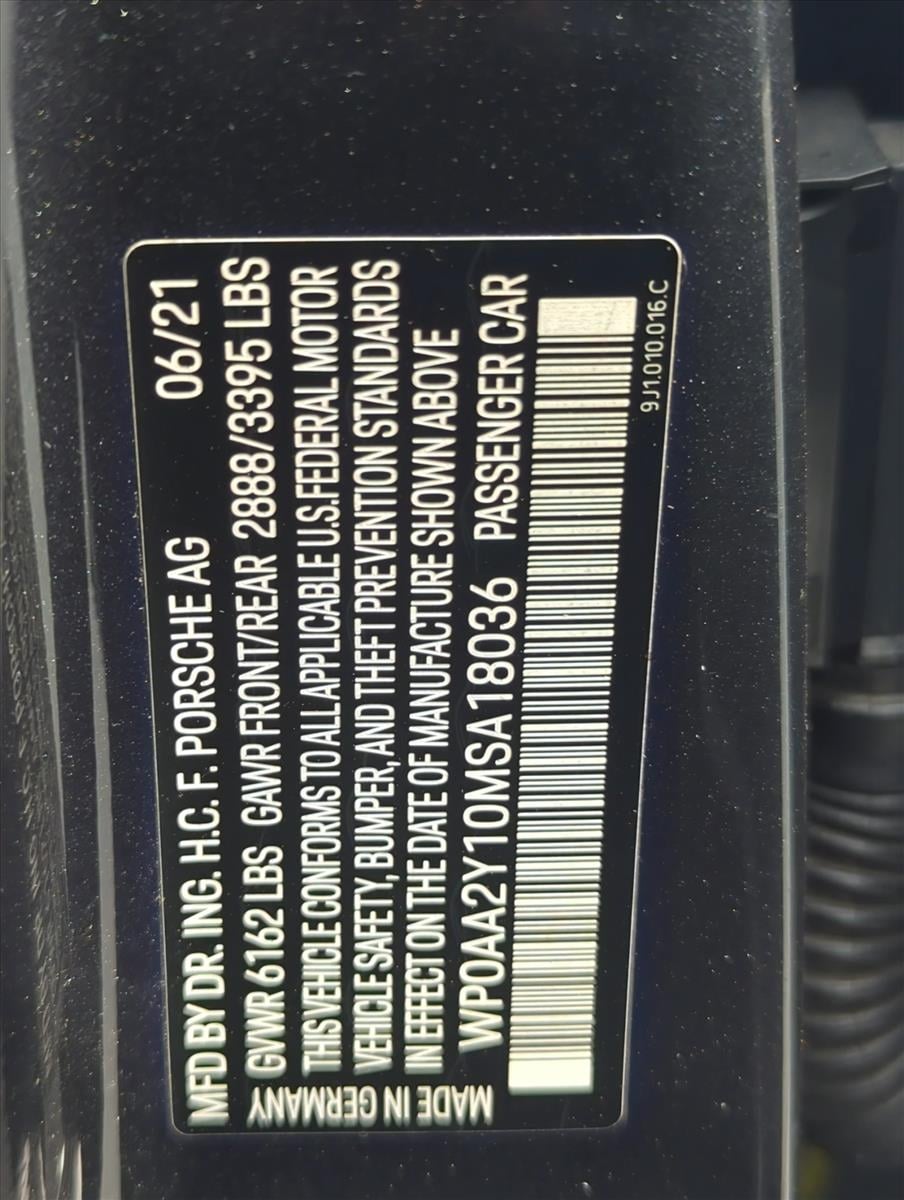 MFD BY DR. ING. H.C. F. PORSCHE AG 06/21
GVWR 6162 LBS GAWR FRONT/REAR 2888/3395 LBS
THIS VEHICLE CONFORMS TO ALL APPLICABLE U.S. FEDERAL MOTOR
VEHICLE SAFETY, BUMPER, AND THEFT PREVENTION STANDARDS
IN EFFECT ON THE DATE OF MANUFACTURE SHOWN ABOVE
WP0AA2Y10MSA18036 PASSENGER CAR
MADE IN GERMANY
9J1.010.016.C